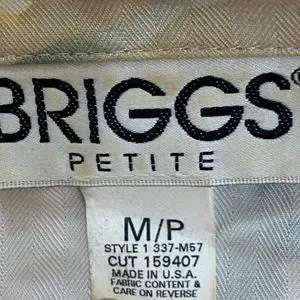 BRIGGS®
PETITE
M/P
STYLE 1 337-M57
CUT 159407
MADE IN U.S.A.
FABRIC CONTENT &
CARE ON REVERSE